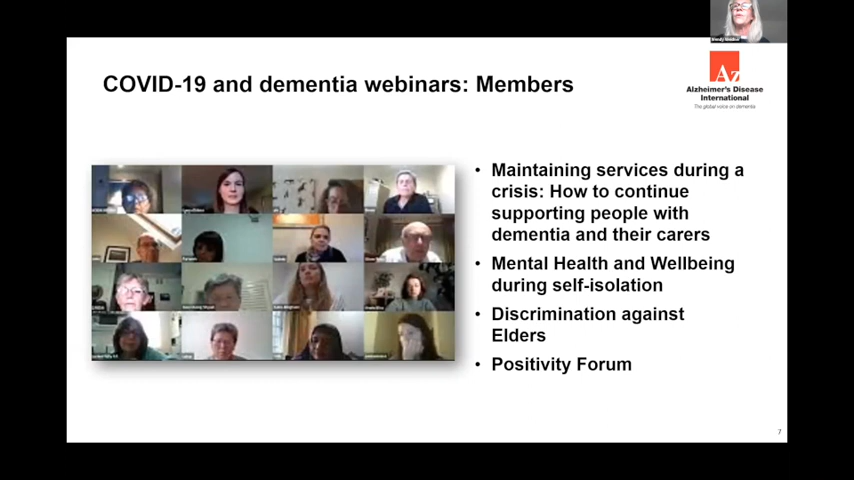 COVID-19 and dementia webinars: Members
Az
Alzheimer's Disease
International
The global voice on dementia
• Maintaining services during a
crisis: How to continue
supporting people with
dementia and their carers
• Mental Health and Wellbeing
during self-isolation
• Discrimination against
Elders
• Positivity Forum
7